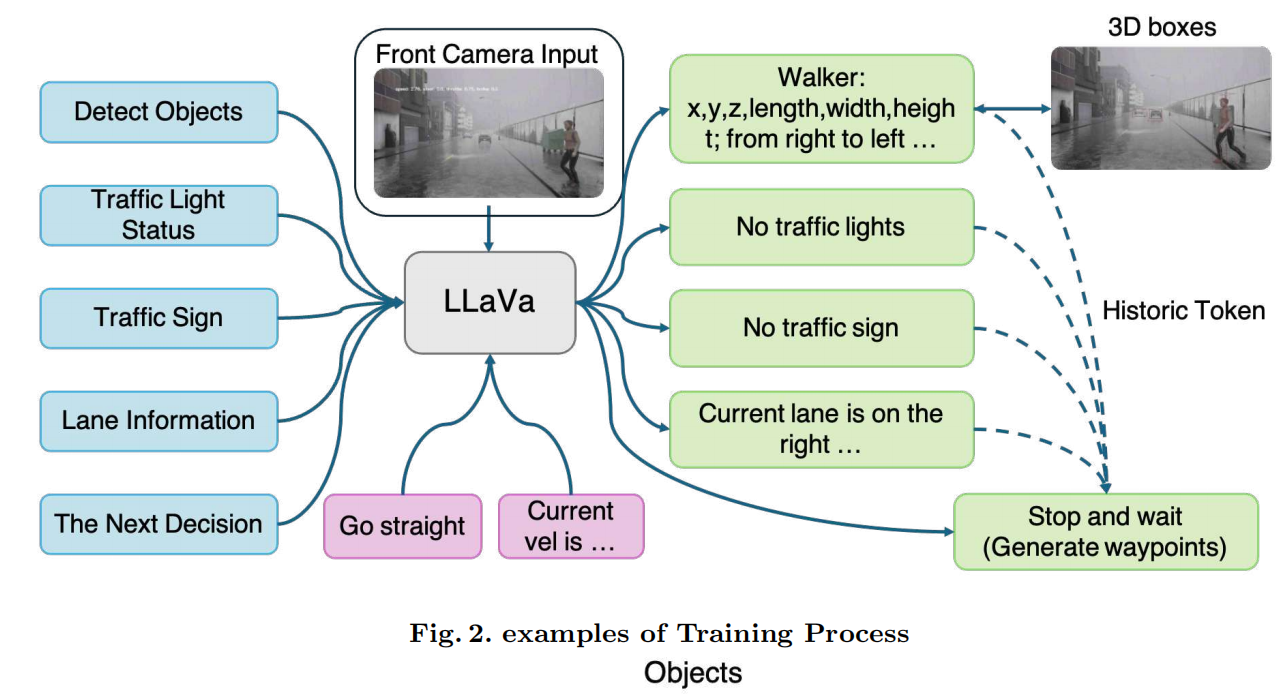 Front Camera Input
3D boxes
Detect Objects
Traffic Light
Status
Traffic Sign
Lane Information
The Next Decision
LLaVa
Go straight
Current
vel is …
Walker:
x,y,z,length,width,heigh
t; from right to left …
No traffic lights
No traffic sign
Current lane is on the
right …
Historic Token
Stop and wait
(Generate waypoints)
Fig. 2. examples of Training Process
Objects